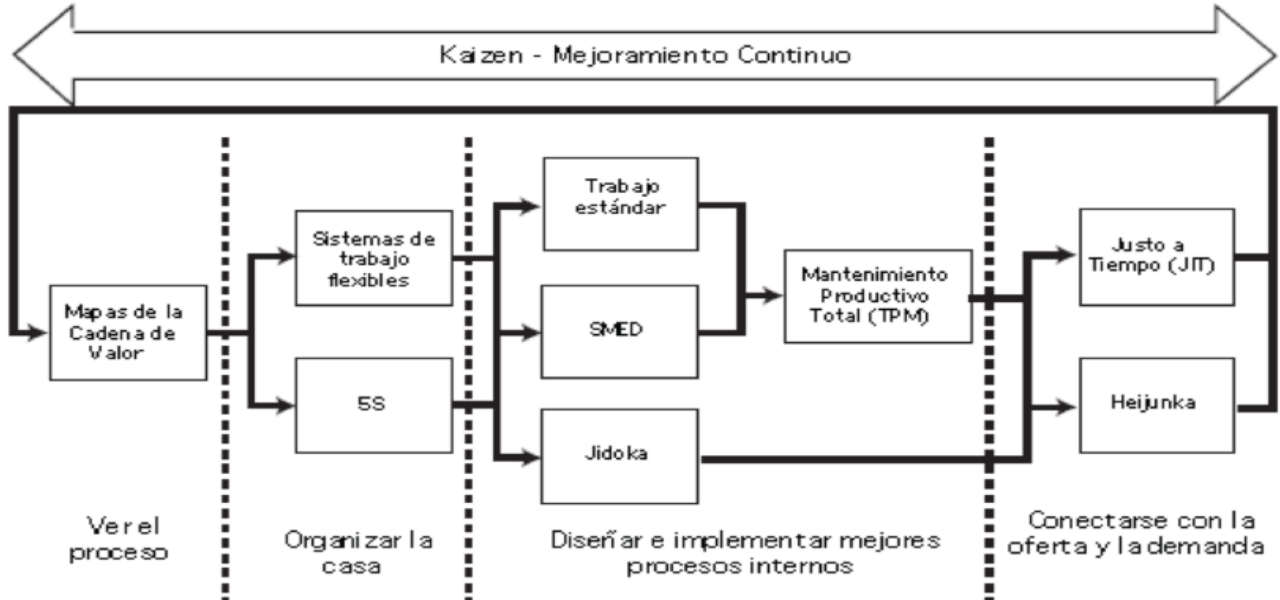 Kaizen - Mejoramiento Continuo
Mapas de la
Cadena de
Valor
Sistemas de
trabajo
flexibles
5S
Trabajo
estándar
SMED
Jidoka
Mantenimiento
Productivo
Total (TPM)
Justo a
Tiempo (JIT)
Heijunka
Ver el
proceso
Organizar la
casa
Diseñar e implementar mejores
procesos internos
Conectarse con la
oferta y la demanda